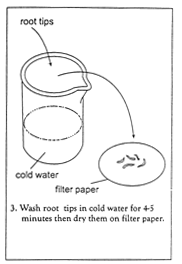 root tips
cold water
filter paper
3. Wash root tips in cold water for 4-5
minutes then dry them on filter paper.